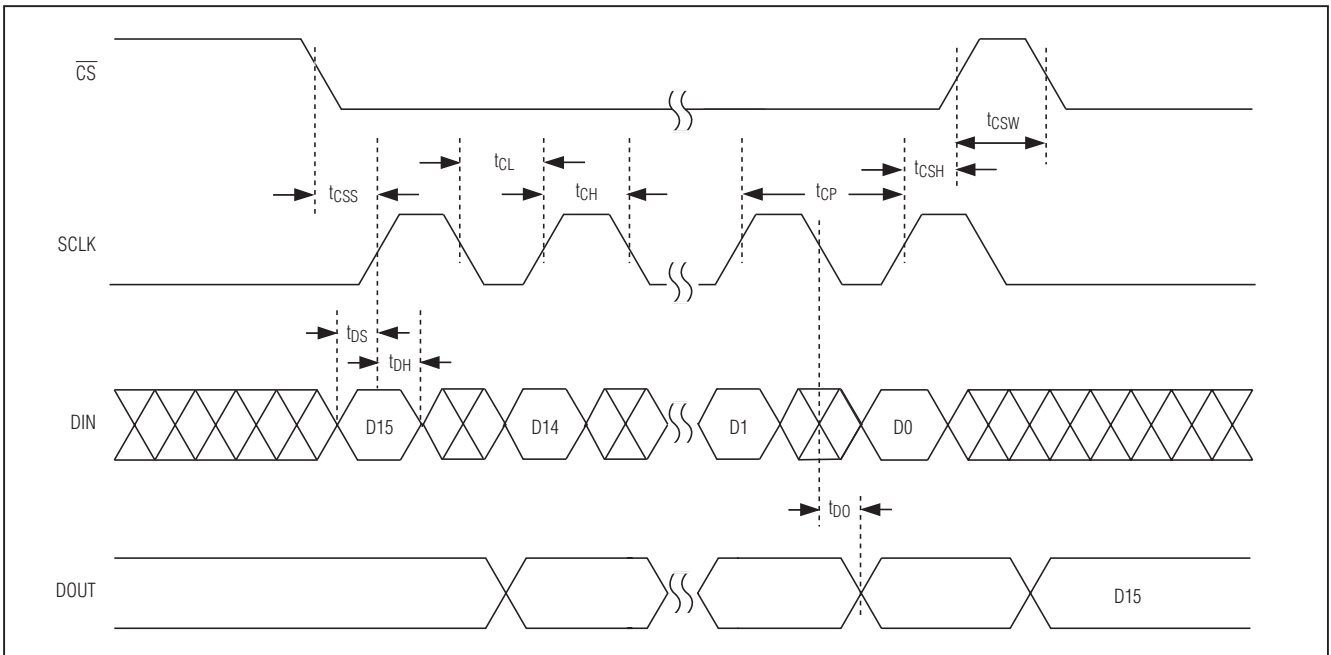 CS
tCSW
tCL
tCSH
tCSS
tCH
tCP
SCLK
tDS
tDH
DIN
D15
D14
D1
D0
tDO
DOUT
D15